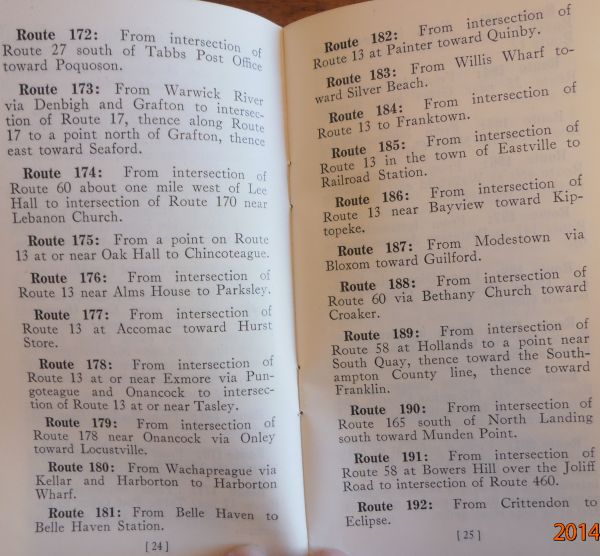 Route 172: From intersection of
Route 27 south of Tabbs Post Office
toward Poquoson.
Route 173: From Warwick River
via Denbigh and Grafton to intersec-
tion of Route 17, thence along Route
17 to a point north of Grafton, thence
east toward Seaford.
Route 174: From intersection of
Route 60 about one mile west of Lee
Hall to intersection of Route 170 near
Lebanon Church.
Route 175: From a point on Route
13 at or near Oak Hall to Chincoteague.
Route 176: From intersection of
Route 13 near Alms House to Parksley.
Route 177: From intersection of
Route 13 at Accomac toward Hurst
Store.
Route 178: From intersection of
Route 13 at or near Exmore via Pun-
goteague and Onancock to intersec-
tion of Route 13 at or near Tasley.
Route 179: From intersection of
Route 178 near Onancock via Onley
toward Locustville.
Route 180: From Wachapreague via
Kellar and Harborton to Harborton
Wharf.
Route 181: From Belle Haven to
Belle Haven Station.
[ 24 ]
Route 182: From intersection of
Route 13 at Painter toward Quinby.
Route 183: From Willis Wharf to-
ward Silver Beach.
Route 184: From intersection of
Route 13 to Franktown.
Route 185: From intersection of
Route 13 in the town of Eastville to
Railroad Station.
Route 186: From intersection of
Route 13 near Bayview toward Kip-
topeke.
Route 187: From Modestown via
Bloxom toward Guilford.
Route 188: From intersection of
Route 60 via Bethany Church toward
Croaker.
Route 189: From intersection of
Route 58 at Hollands to a point near
South Quay, thence toward the South-
ampton County line, thence toward
Franklin.
Route 190: From intersection of
Route 165 south of North Landing
south toward Munden Point.
Route 191: From intersection of
Route 58 at Bowers Hill over the Joliff
Road to intersection of Route 460.
Route 192: From Crittendon to
Eclipse.
[ 25 ]
2014